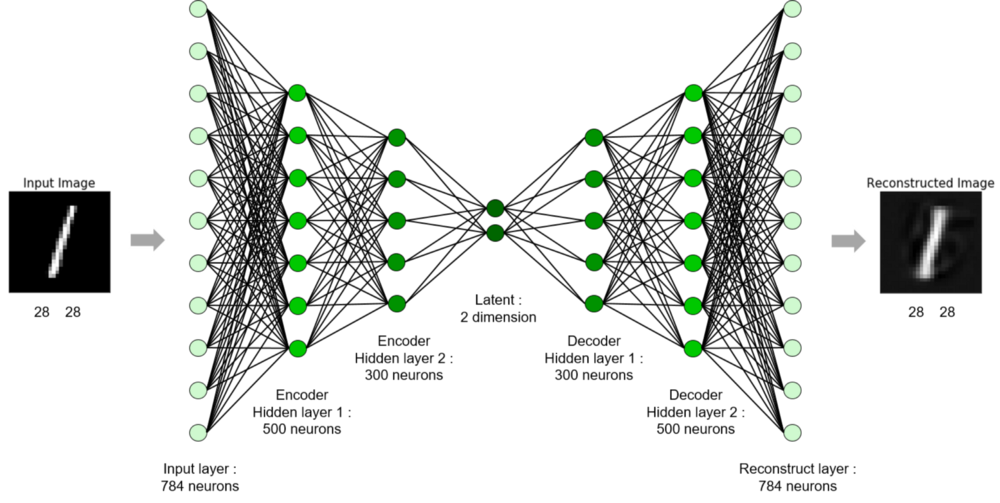 Input Image
28 28
Input layer :
784 neurons
Encoder
Hidden layer 1 :
500 neurons
Encoder
Hidden layer 2 :
300 neurons
Latent :
2 dimension
Decoder
Hidden layer 1 :
300 neurons
Decoder
Hidden layer 2 :
500 neurons
Reconstruct layer :
784 neurons
Reconstructed Image
28 28